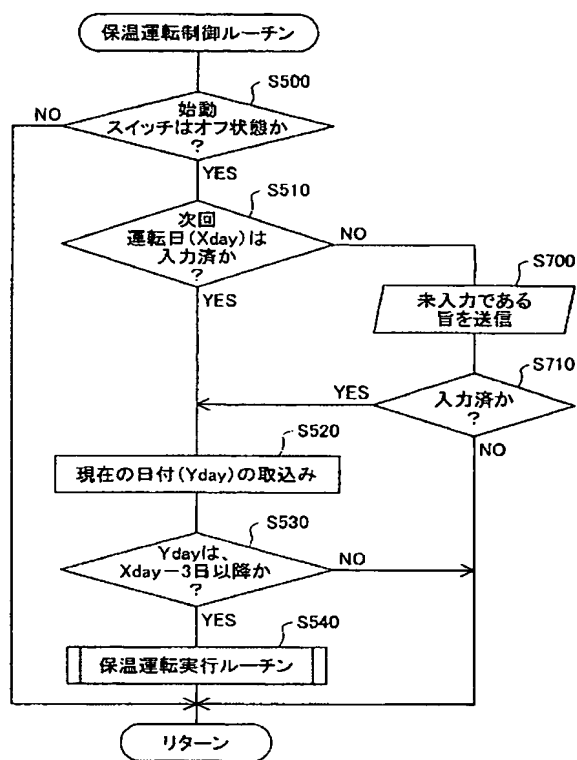 保温運転制御ルーチン
S500
始動
スイッチはオフ状態か
?
NO
YES
S510
次回
運転日(Xday)は
入力済か
?
NO
YES
S700
未入力である
旨を送信
S710
入力済か
?
YES
NO
S520
現在の日付(Yday)の取込み
S530
Ydayは、
Xday-3日以降か
?
NO
YES
S540
保温運転実行ルーチン
リターン